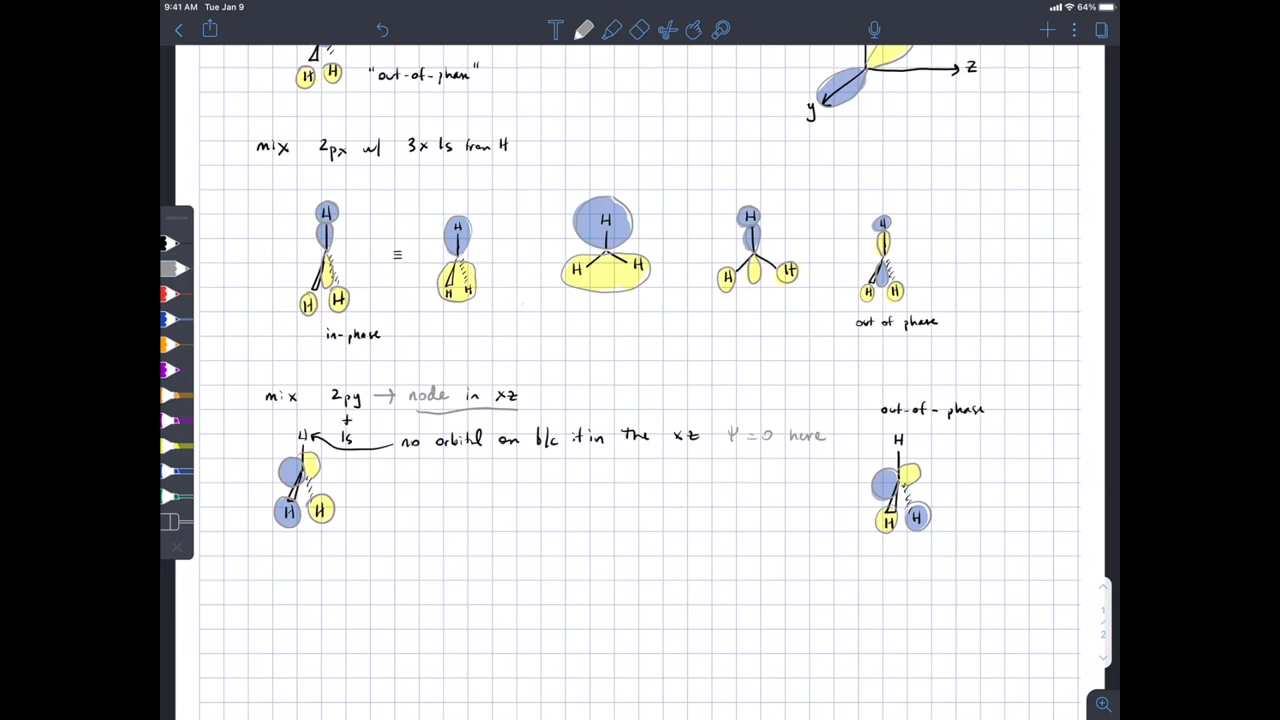 9:41 AM Tue Jan 9
64%
H H "out-of-phase"
z
y
mix 2px w/ 3x 1s from H
H H H H H H
H H ≡ H H H H H H H H
in-phase out of phase
mix 2py → node in xz
+
1s
out-of-phase
H no orbital on b/c it in the xz Ψ = 0 here H
H H H H
1
/
2